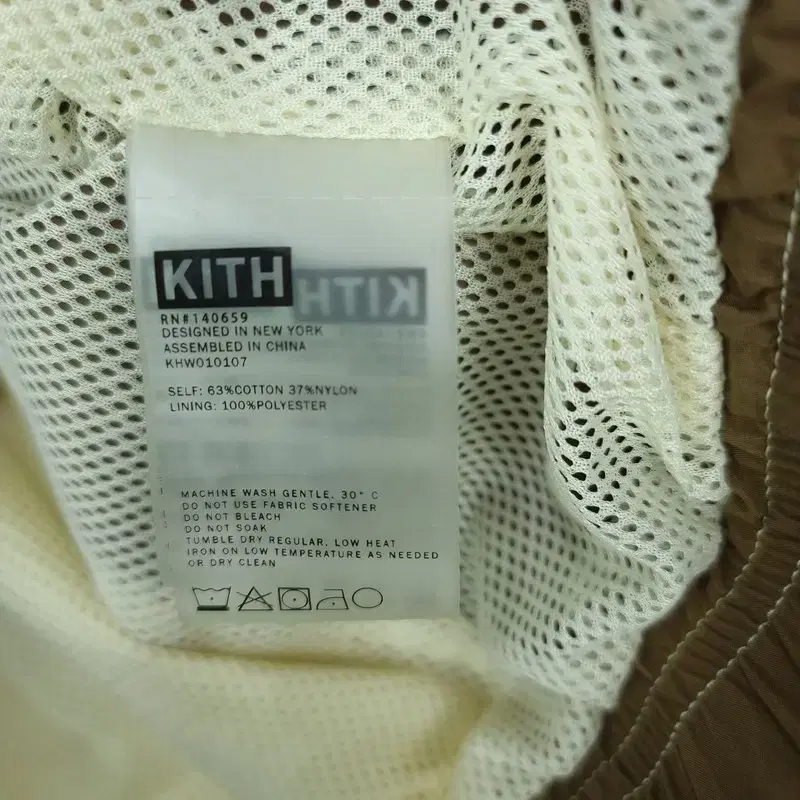 KITH
RN#140659
DESIGNED IN NEW YORK
ASSEMBLED IN CHINA
KHW010107
SELF: 63%COTTON 37%NYLON
LINING: 100%POLYESTER
MACHINE WASH GENTLE, 30° C
DO NOT USE FABRIC SOFTENER
DO NOT BLEACH
DO NOT SOAK
TUMBLE DRY REGULAR, LOW HEAT
IRON ON LOW TEMPERATURE AS NEEDED
OR DRY CLEAN